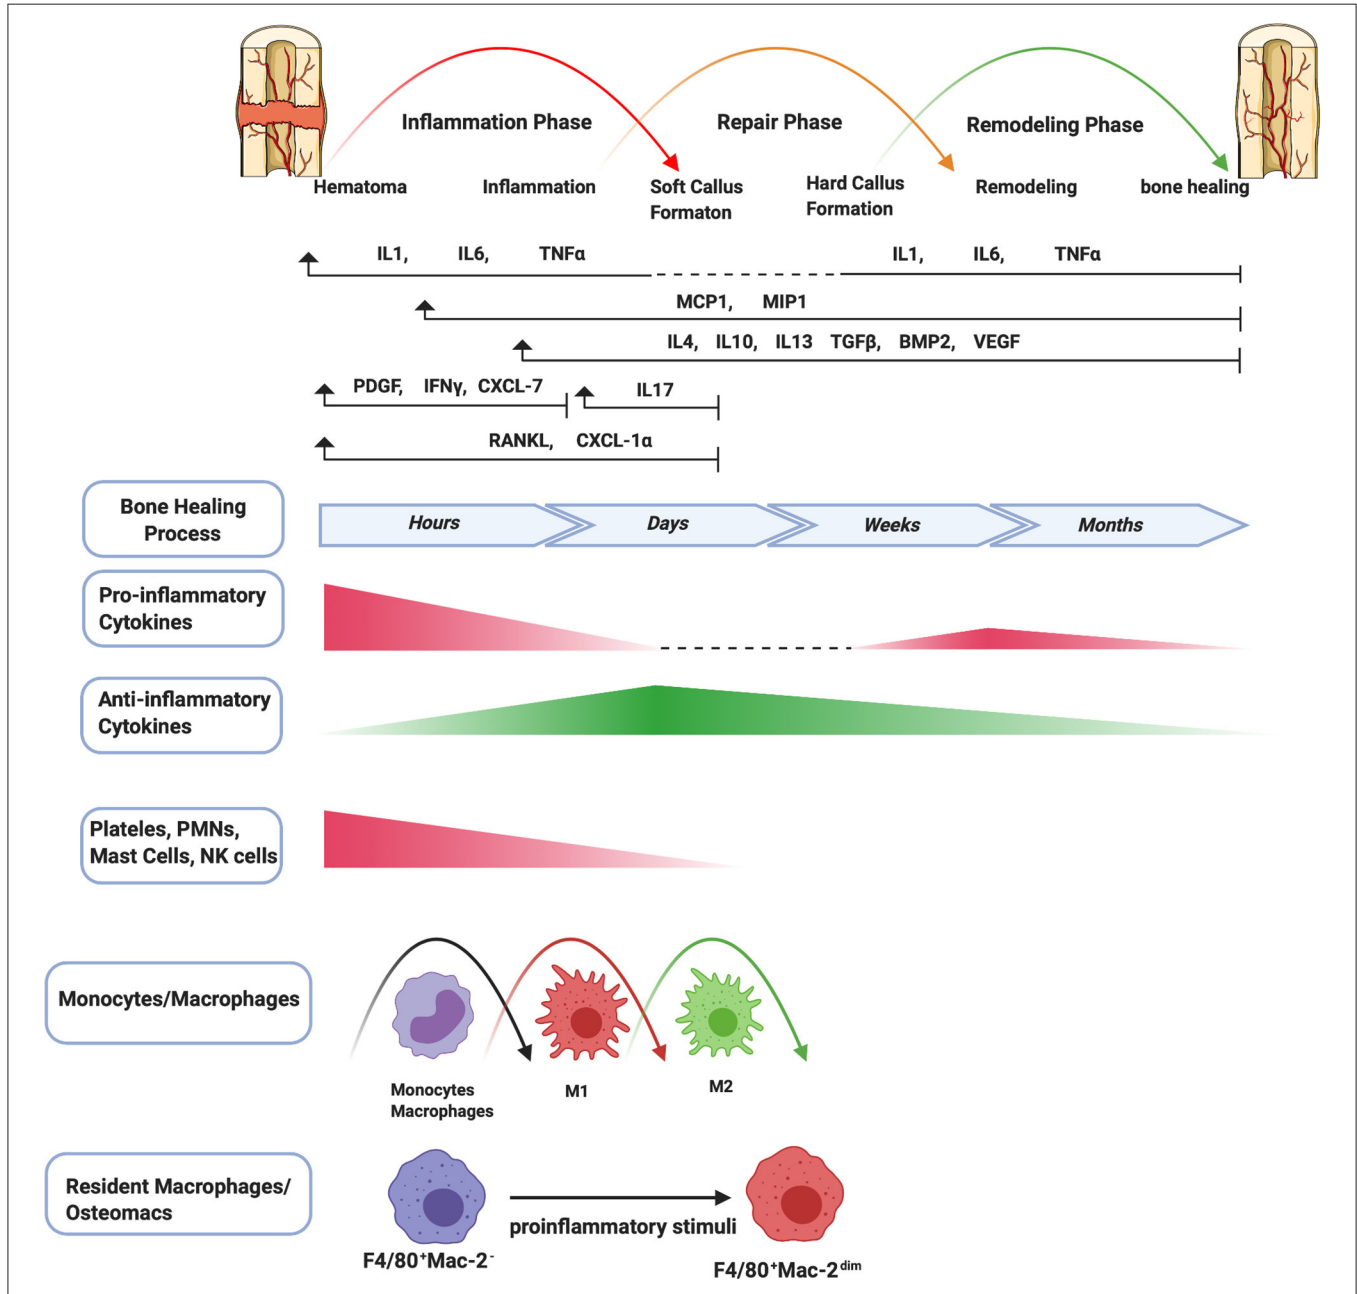 Inflammation Phase
Repair Phase
Remodeling Phase
Hematoma
Inflammation
Soft Callus
Formaton
Hard Callus
Formation
Remodeling
bone healing
IL1, IL6, TNFα
IL1, IL6, TNFα
MCP1, MIP1
IL4, IL10, IL13 TGFβ, BMP2, VEGF
PDGF, IFNγ, CXCL-7
IL17
RANKL, CXCL-1α
Bone Healing
Process
Hours
Days
Weeks
Months
Pro-inflammatory
Cytokines
Anti-inflammatory
Cytokines
Plateles, PMNs,
Mast Cells, NK cells
Monocytes/Macrophages
Monocytes
Macrophages
M1
M2
Resident Macrophages/
Osteomacs
proinflammatory stimuli
F4/80⁺Mac-2⁻
F4/80⁺Mac-2ᵈⁱᵐ